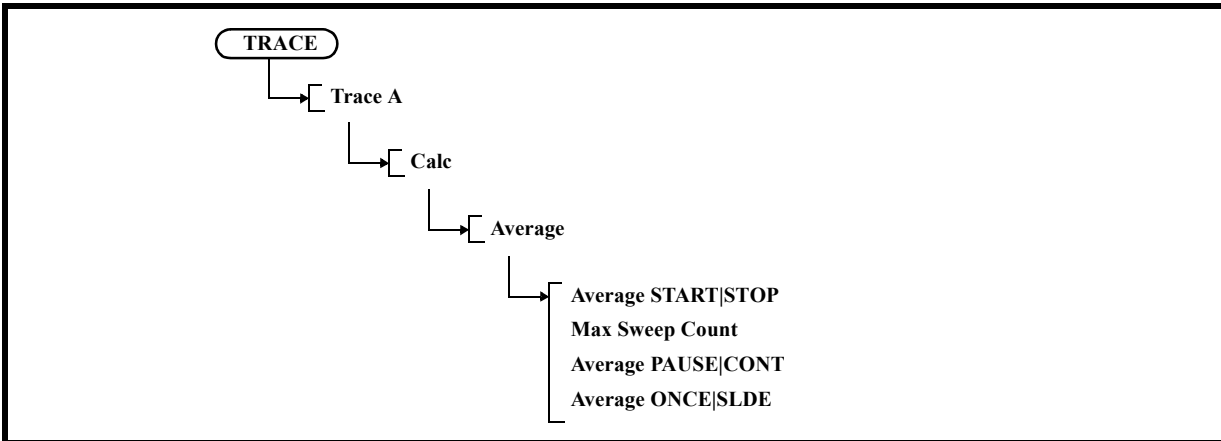 TRACE
Trace A
Calc
Average
Average START|STOP
Max Sweep Count
Average PAUSE|CONT
Average ONCE|SLDE